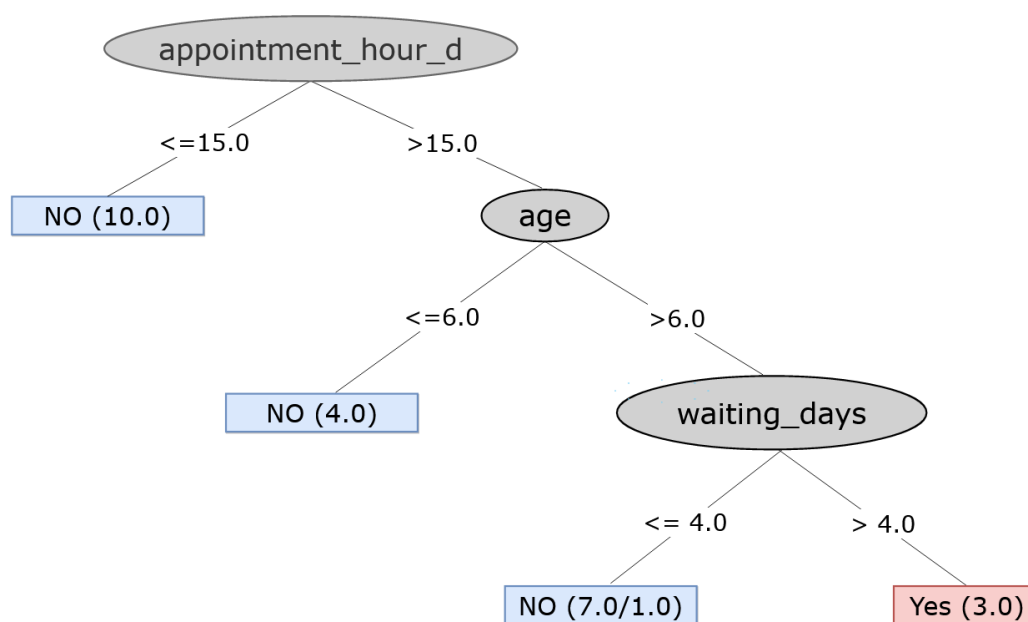 appointment_hour_d
<=15.0
>15.0
NO (10.0)
age
<=6.0
>6.0
NO (4.0)
waiting_days
<= 4.0
> 4.0
NO (7.0/1.0)
Yes (3.0)